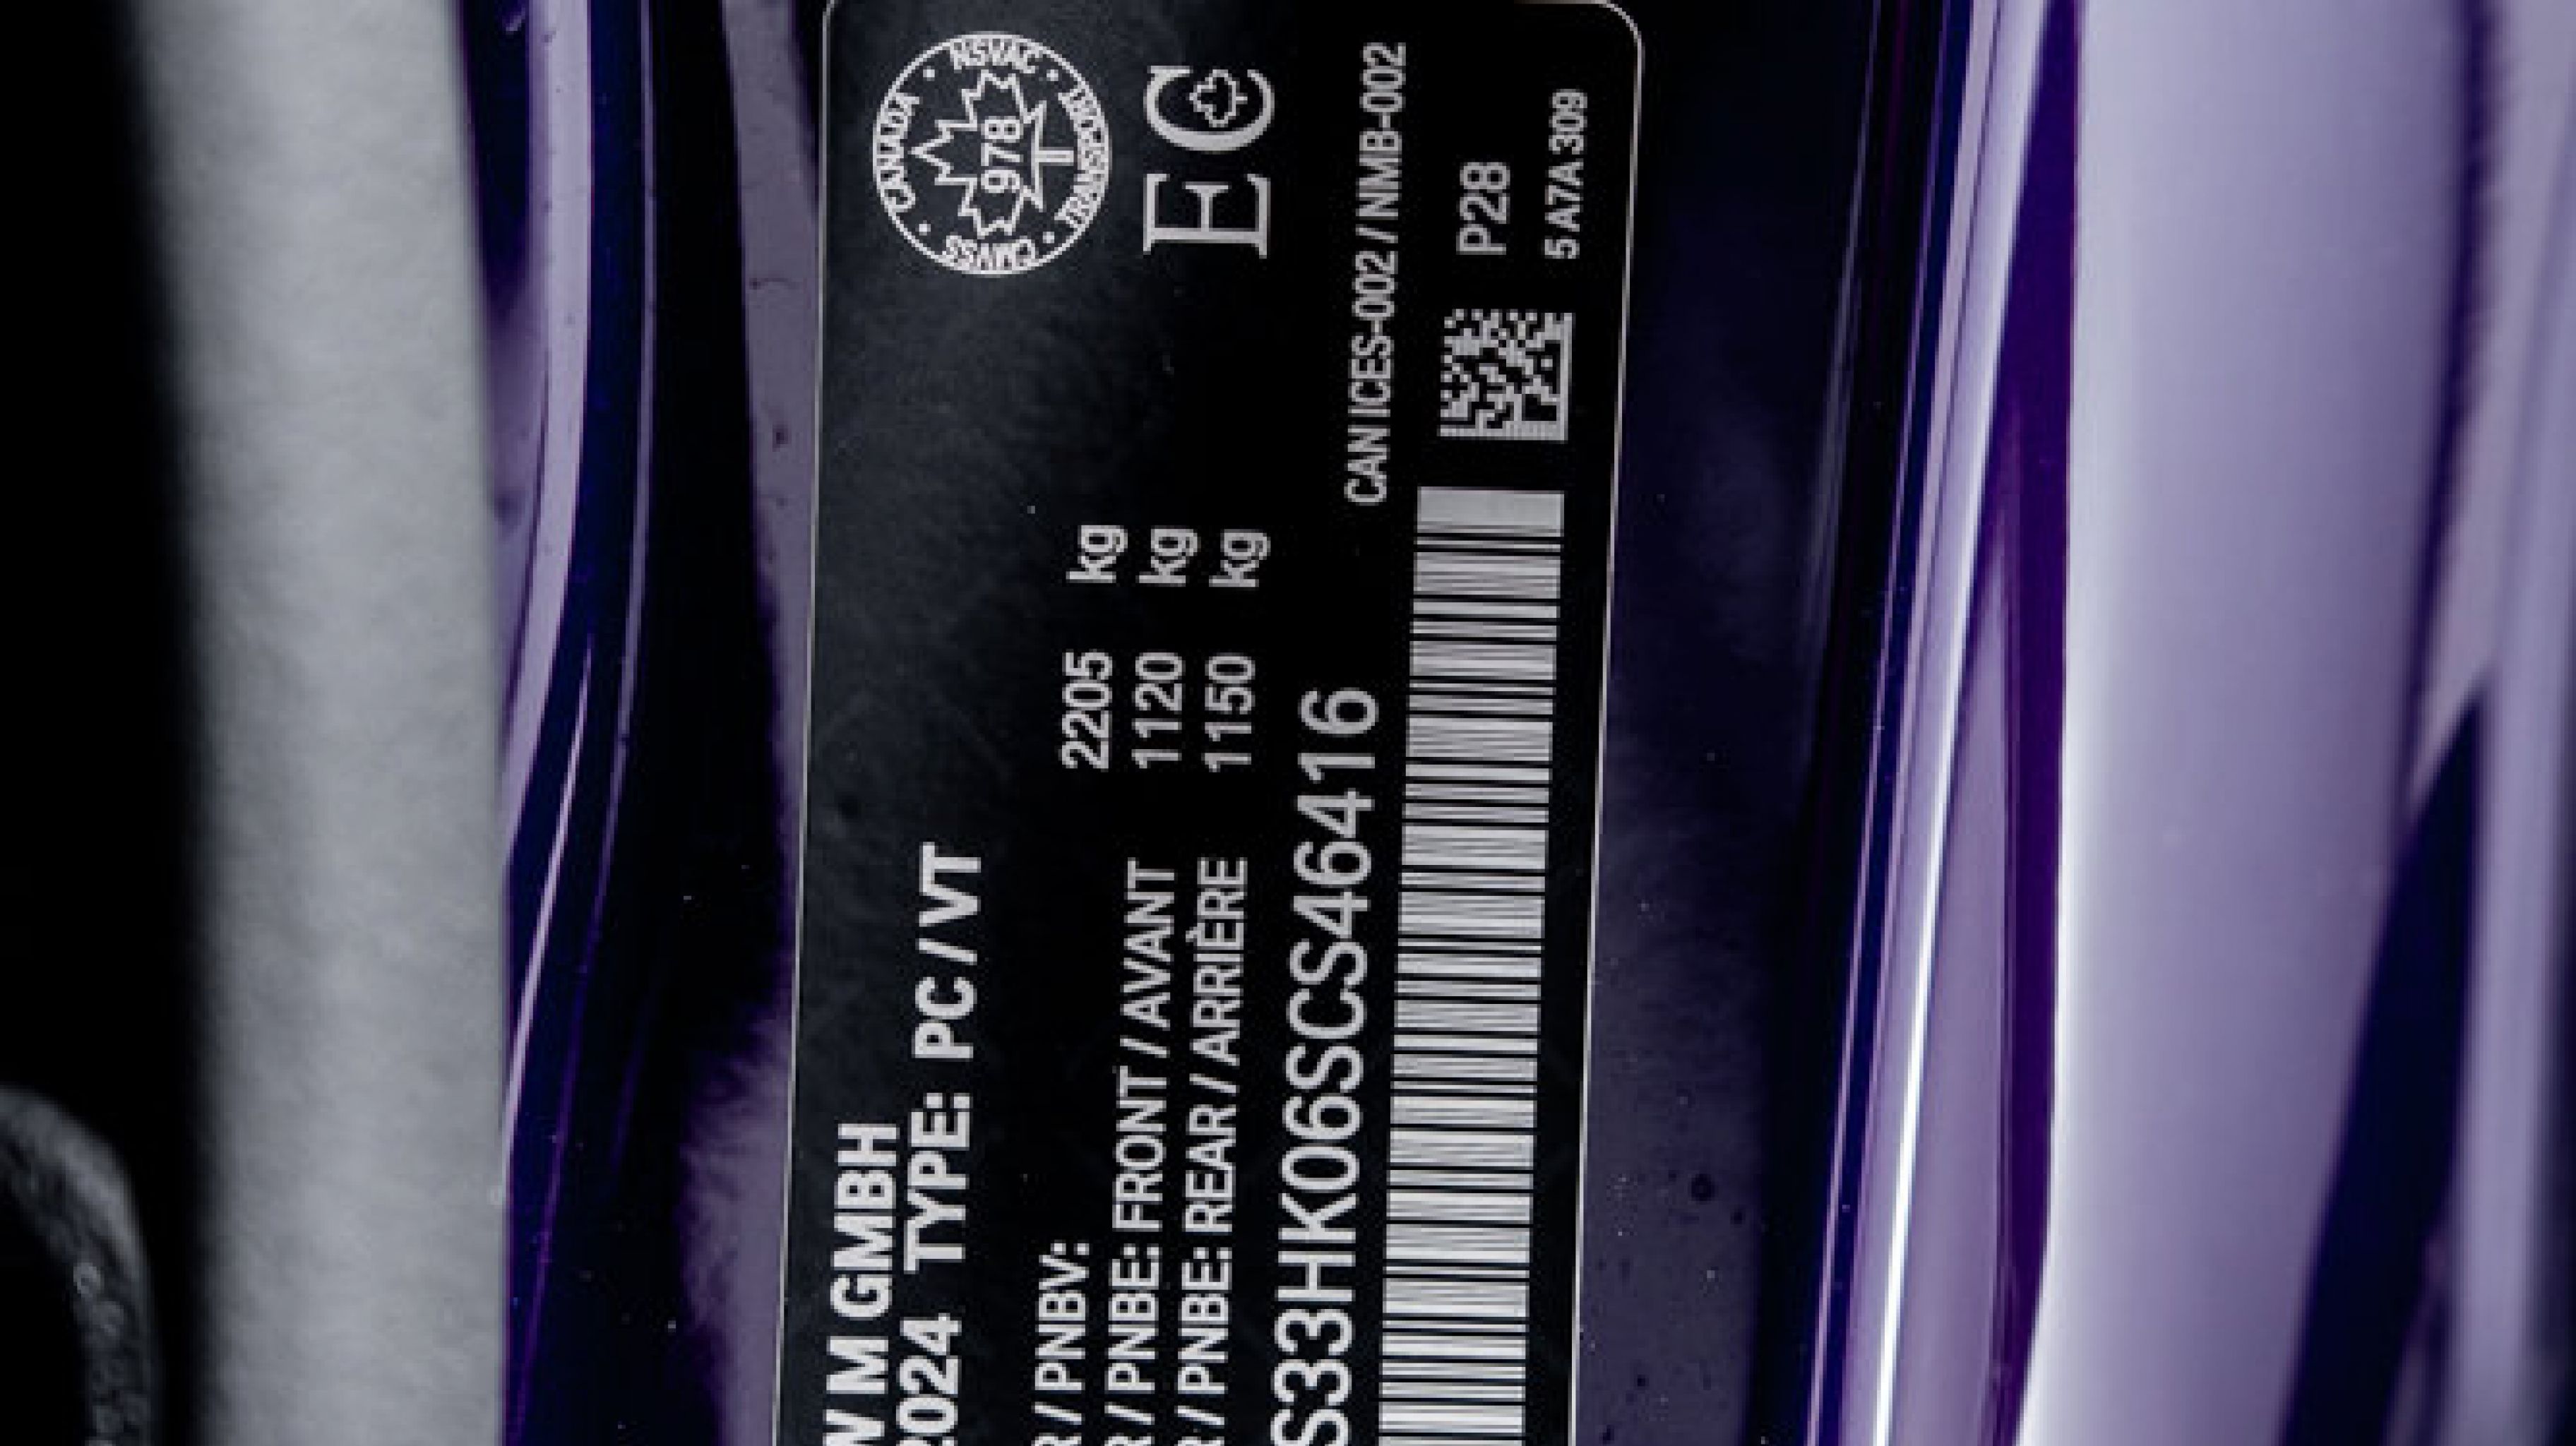 W M GMBH
2024 TYPE: PC / VT
CANADA · NSVAC · TRANSPORT · CMVSS ·
978
T
R / PNBV: 2205 kg
R / PNBE: FRONT / AVANT 1120 kg
R / PNBE: REAR / ARRIÈRE 1150 kg
EC
S33HK06SCS46416
CAN ICES-002 / NMB-002
P28
5 A7A 309